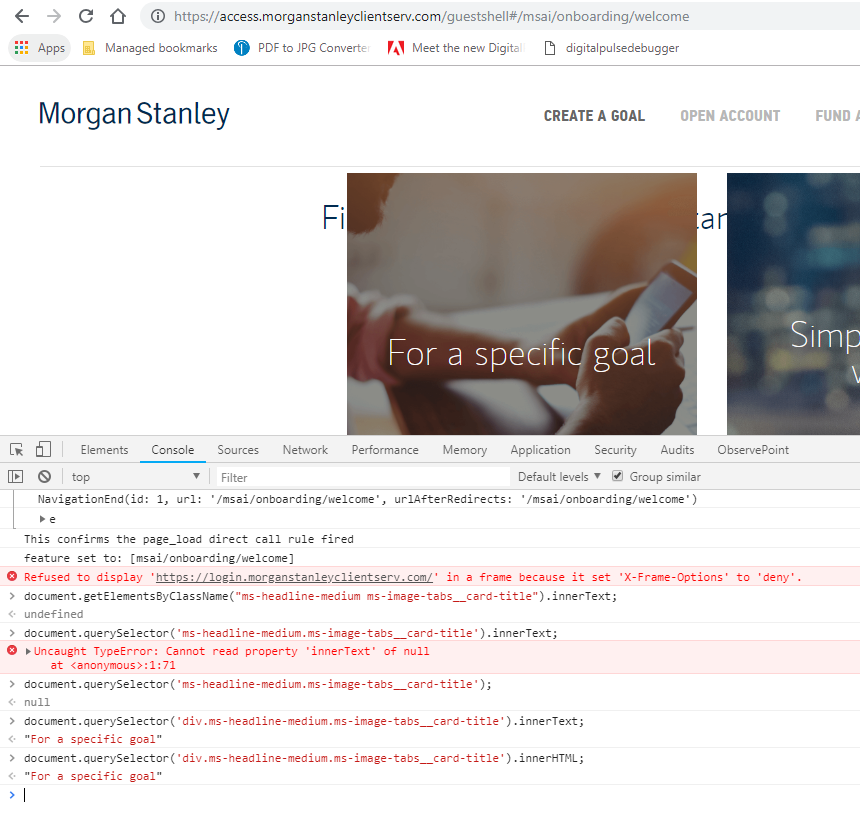 https://access.morganstanleyclientserv.com/guestshell#/msai/onboarding/welcome
Apps Managed bookmarks PDF to JPG Converte Meet the new Digital digitalpulsedebugger
Morgan Stanley CREATE A GOAL OPEN ACCOUNT FUND A
Fi tan
For a specific goal
Simp
w
Elements Console Sources Network Performance Memory Application Security Audits ObservePoint
top Filter Default levels Group similar
NavigationEnd(id: 1, url: '/msai/onboarding/welcome', urlAfterRedirects: '/msai/onboarding/welcome')
e
This confirms the page_load direct call rule fired
feature set to: [msai/onboarding/welcome]
Refused to display 'https://login.morganstanleyclientserv.com/' in a frame because it set 'X-Frame-Options' to 'deny'.
document.getElementsByClassName("ms-headline-medium ms-image-tabs__card-title").innerText;
undefined
document.querySelector('ms-headline-medium.ms-image-tabs__card-title').innerText;
Uncaught TypeError: Cannot read property 'innerText' of null
at <anonymous>:1:71
document.querySelector('ms-headline-medium.ms-image-tabs__card-title');
null
document.querySelector('div.ms-headline-medium.ms-image-tabs__card-title').innerText;
"For a specific goal"
document.querySelector('div.ms-headline-medium.ms-image-tabs__card-title').innerHTML;
"For a specific goal"